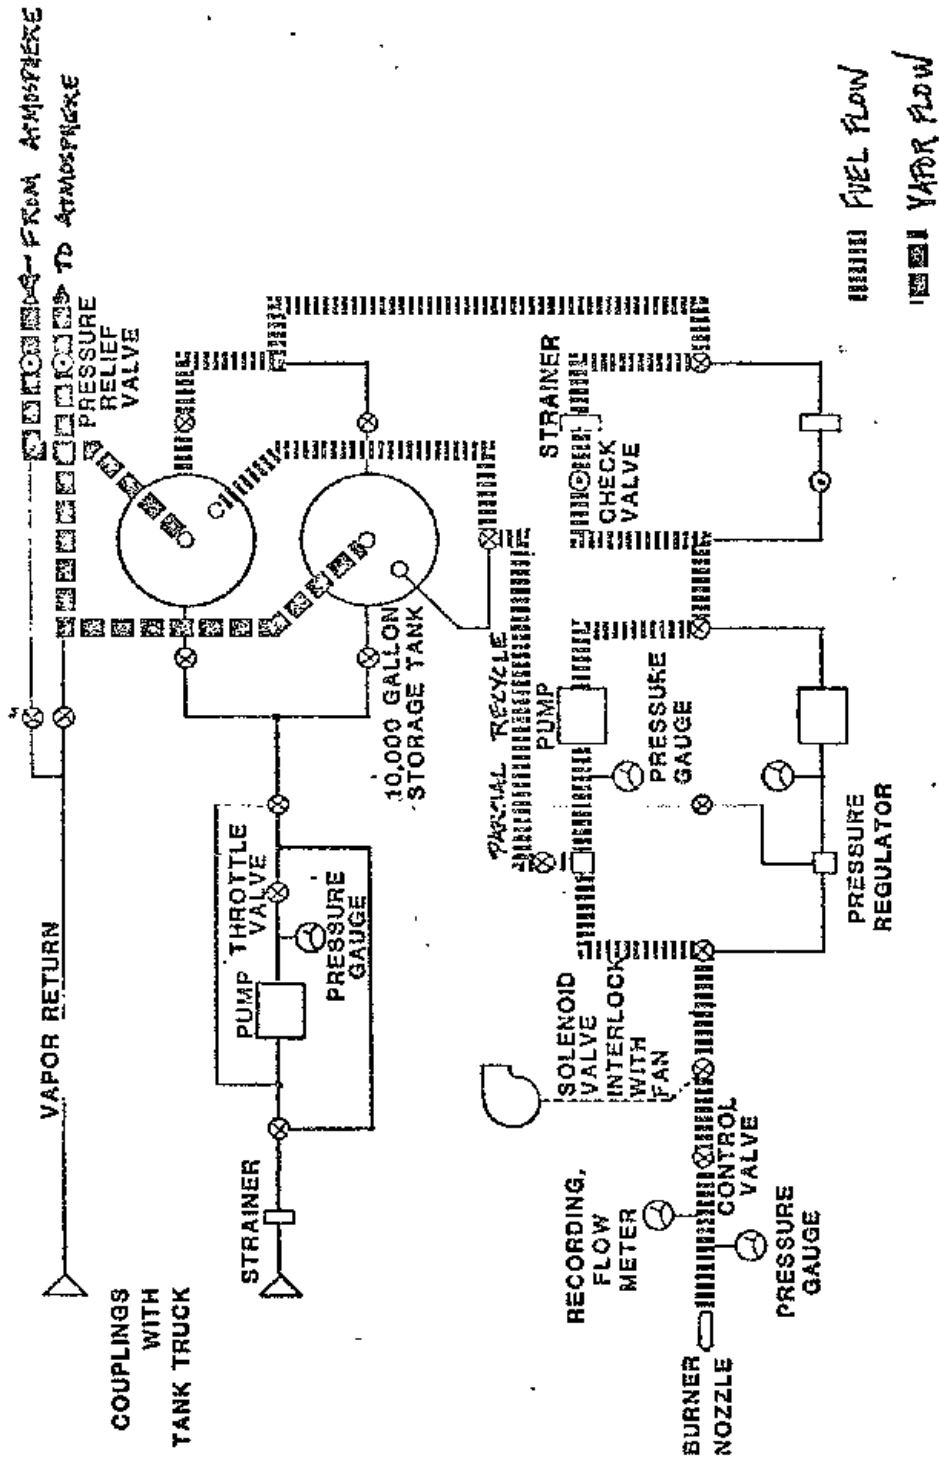 FROM ATMOSPHERE
TO ATMOSPHERE
PRESSURE
RELIEF
VALVE
VAPOR RETURN
COUPLINGS
WITH
TANK TRUCK
STRAINER
PUMP
THROTTLE
VALVE
PRESSURE
GAUGE
10,000 GALLON
STORAGE TANK
PARTIAL RECYCLE
STRAINER
CHECK
VALVE
PUMP
PRESSURE
GAUGE
PRESSURE
REGULATOR
SOLENOID
VALVE
INTERLOCK
WITH
FAN
RECORDING,
FLOW
METER
CONTROL
VALVE
PRESSURE
GAUGE
BURNER
NOZZLE
FUEL FLOW
VAPOR FLOW